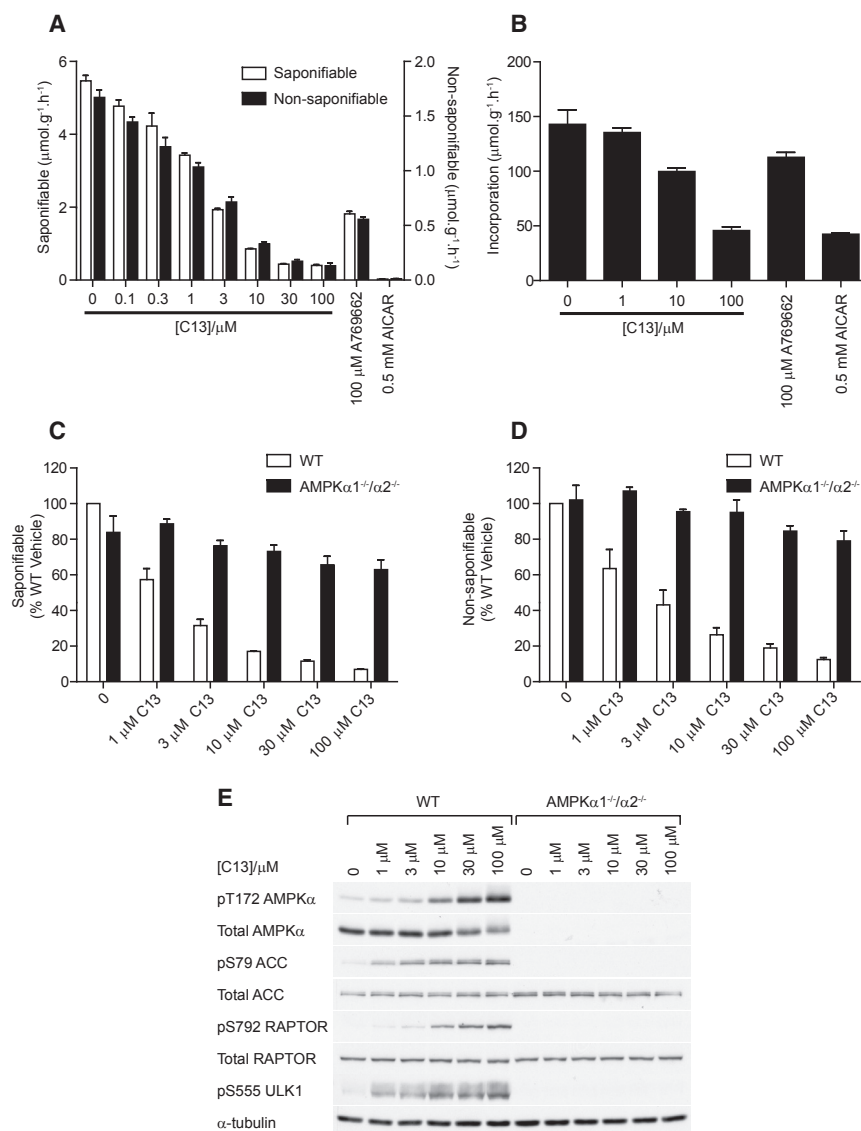 A
Saponifiable (µmol.g⁻¹.h⁻¹)
6
4
2
0
Saponifiable
Non-saponifiable
2.0
1.5
1.0
0.5
0.0
Non-saponifiable (µmol.g⁻¹.h⁻¹)
0 0.1 0.3 1 3 10 30 100
[C13]/µM
100 µM A769662
0.5 mM AICAR
B
Incorporation (µmol.g⁻¹.h⁻¹)
200
150
100
50
0
0 1 10 100
[C13]/µM
100 µM A769662
0.5 mM AICAR
C
WT
AMPKα1⁻/⁻/α2⁻/⁻
Saponifiable
(% WT Vehicle)
120
100
80
60
40
20
0
0
1 µM C13
3 µM C13
10 µM C13
30 µM C13
100 µM C13
D
WT
AMPKα1⁻/⁻/α2⁻/⁻
Non-saponifiable
(% WT Vehicle)
120
100
80
60
40
20
0
0
1 µM C13
3 µM C13
10 µM C13
30 µM C13
100 µM C13
E
WT AMPKα1⁻/⁻/α2⁻/⁻
[C13]/µM 0 1 µM 3 µM 10 µM 30 µM 100 µM 0 1 µM 3 µM 10 µM 30 µM 100 µM
pT172 AMPKα
Total AMPKα
pS79 ACC
Total ACC
pS792 RAPTOR
Total RAPTOR
pS555 ULK1
α-tubulin